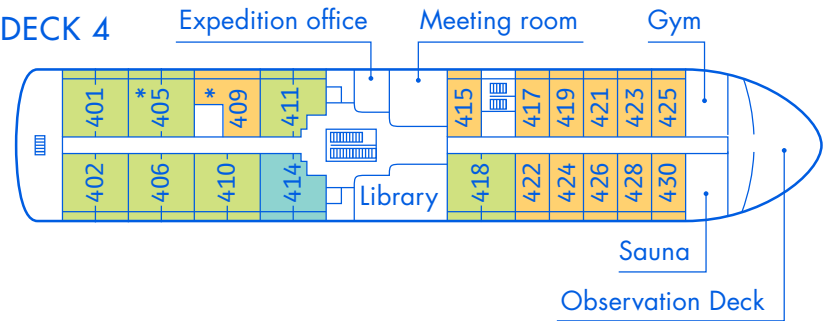 DECK 4
Expedition office
Meeting room
Gym
401
* 405
* 409
411
415
417
419
421
423
425
402
406
410
414
Library
418
422
424
426
428
430
Sauna
Observation Deck